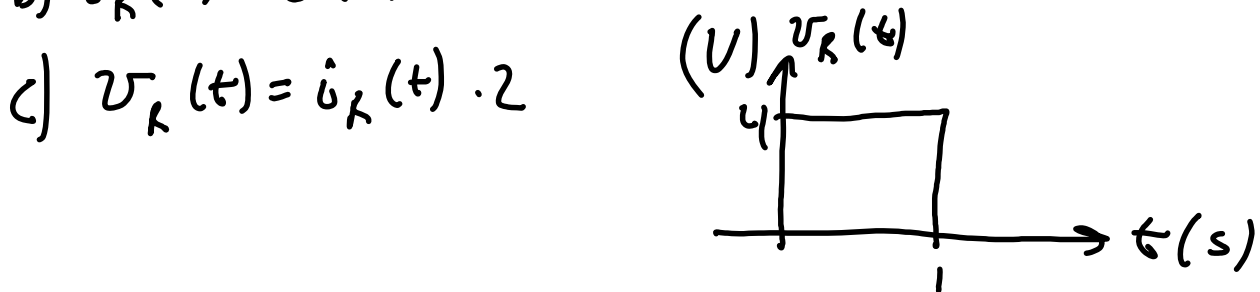 c) v_R(t) = i_R(t) · 2
(V) v_R(t)
4
t(s)
1